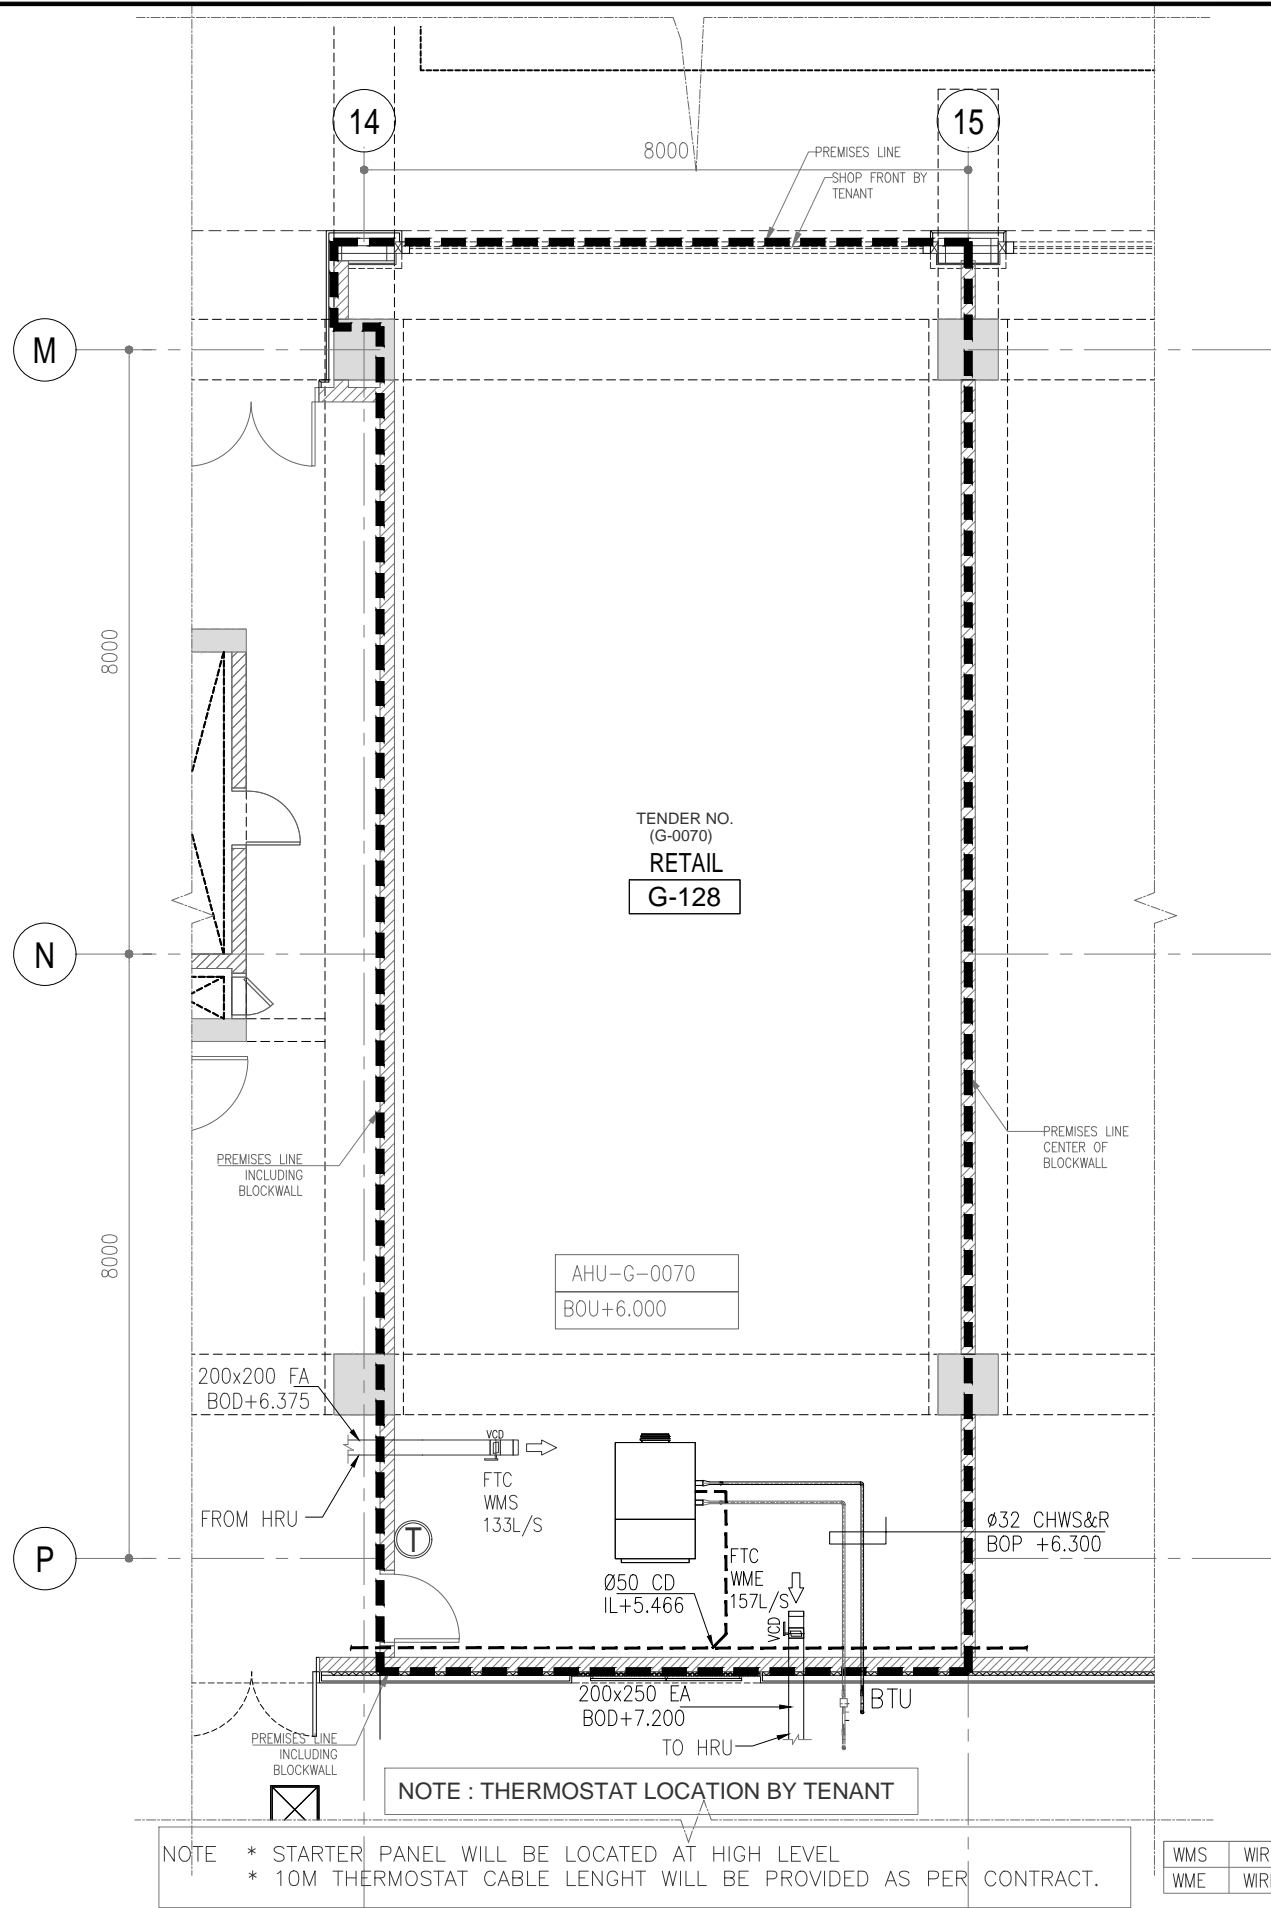 14
15
8000
PREMISES LINE
SHOP FRONT BY
TENANT
M
8000
TENDER NO.
(G-0070)
RETAIL
G-128
N
PREMISES LINE
CENTER OF
BLOCKWALL
PREMISES LINE
INCLUDING
BLOCKWALL
8000
AHU-G-0070
BOU+6.000
200x200 FA
BOD+6.375
VCD
FTC
WMS
133L/S
FROM HRU
T
Ø32 CHWS&R
BOP +6.300
P
FTC
WME
157L/S
Ø50 CD
IL+5.466
VCD
200x250 EA
BOD+7.200
BTU
TO HRU
PREMISES LINE
INCLUDING
BLOCKWALL
NOTE : THERMOSTAT LOCATION BY TENANT
NOTE * STARTER PANEL WILL BE LOCATED AT HIGH LEVEL
* 10M THERMOSTAT CABLE LENGHT WILL BE PROVIDED AS PER CONTRACT.
WMS
WME